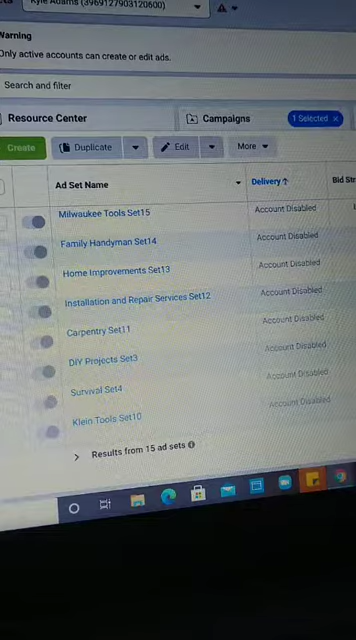 Kyle Adams (3969127903120600)
Warning
Only active accounts can create or edit ads.
Search and filter
Resource Center
Campaigns
1 Selected ×
Create
Duplicate
Edit
More
Ad Set Name
Delivery ↑
Bid Str
Milwaukee Tools Set15
Account Disabled
Family Handyman Set14
Account Disabled
Home Improvements Set13
Account Disabled
Installation and Repair Services Set12
Account Disabled
Carpentry Set11
Account Disabled
DIY Projects Set3
Account Disabled
Survival Set4
Account Disabled
Klein Tools Set10
Account Disabled
Results from 15 ad sets